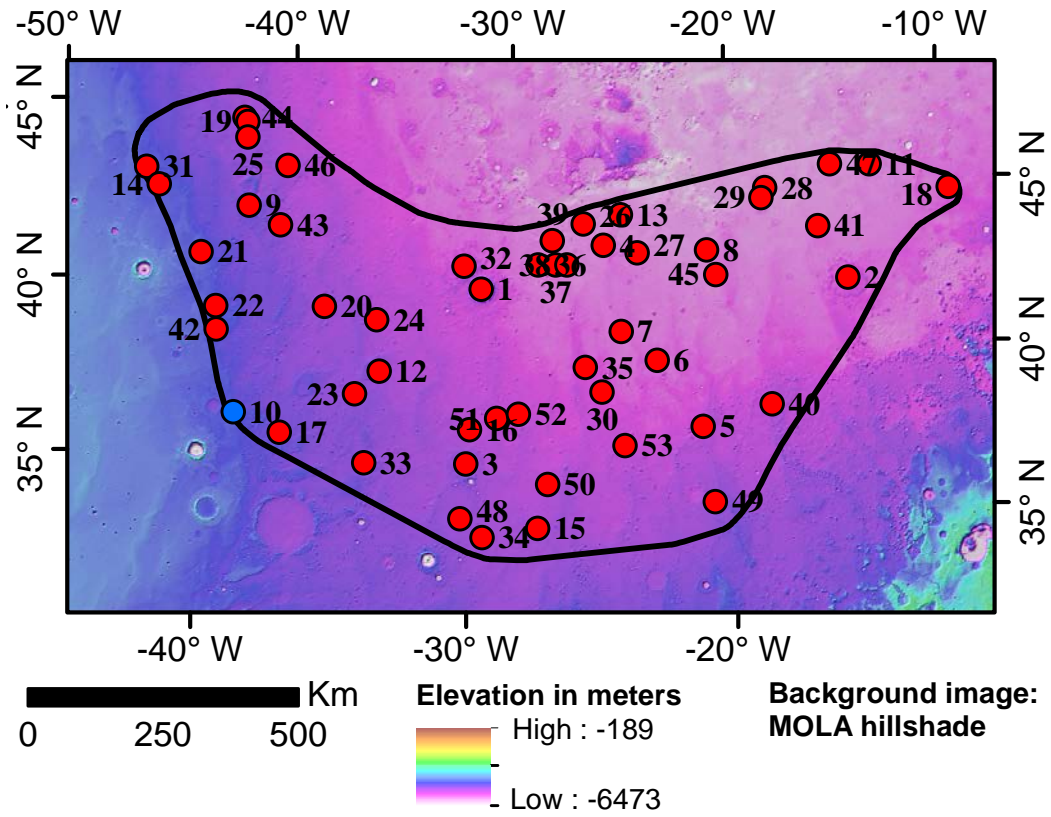 -50° W -40° W -30° W -20° W -10° W
45° N
40° N
35° N
45° N
40° N
35° N
19 44
25 46
14 31
9
43
21
22
42
20
24
12
23
10
17
33
32
1
39 26 13
4 27
38 36
37
29 28
47 11
18
41
8
45
2
7
6
35
30
51 16 52
3
53
5
40
50
49
48
34 15
-40° W -30° W -20° W
Km
0 250 500
Elevation in meters
High : -189
Low : -6473
Background image:
MOLA hillshade